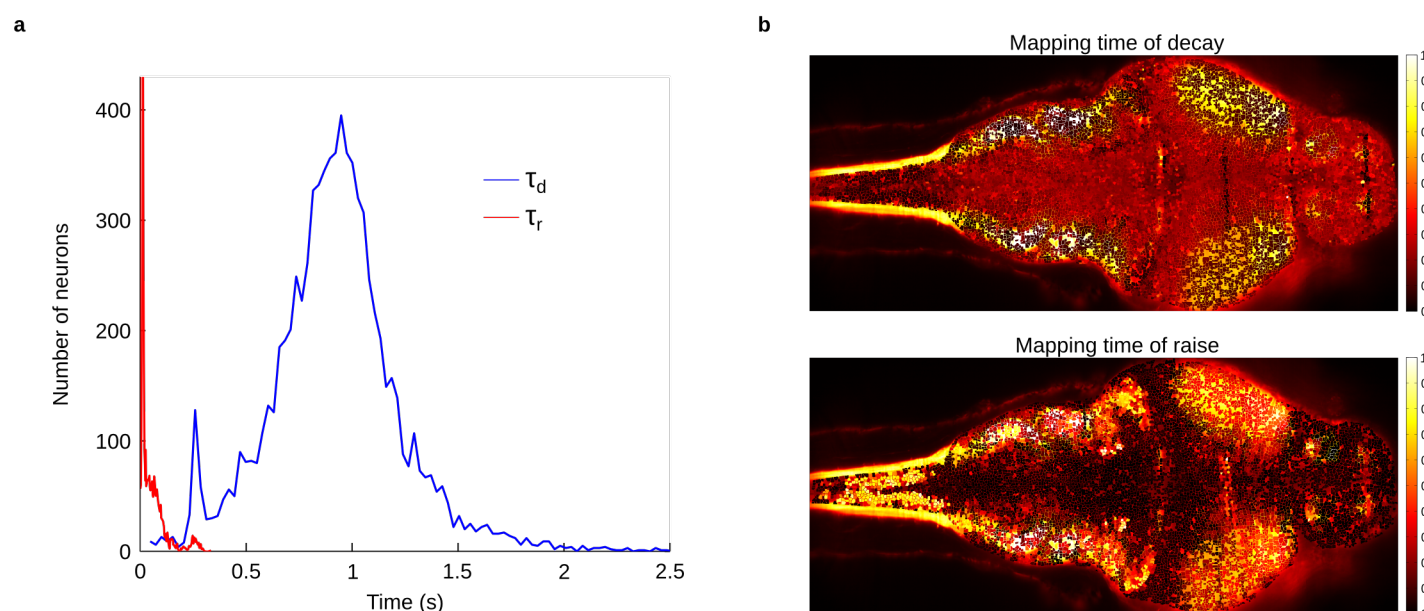 a
Number of neurons
400
300
200
100
0
τd
τr
0 0.5 1 1.5 2 2.5
Time (s)
b
Mapping time of decay
Mapping time of raise